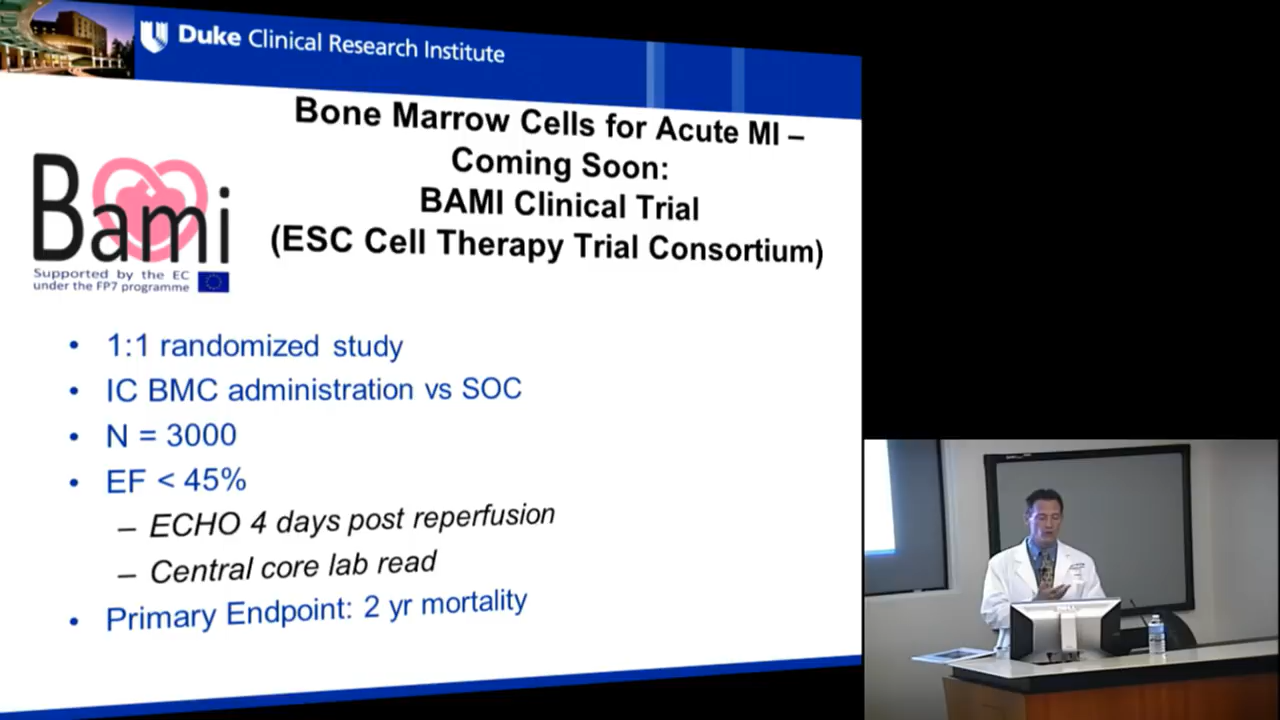 Duke Clinical Research Institute
Bone Marrow Cells for Acute MI –
Coming Soon:
BAMI Clinical Trial
(ESC Cell Therapy Trial Consortium)
Bami
Supported by the EC
under the FP7 programme
• 1:1 randomized study
• IC BMC administration vs SOC
• N = 3000
• EF < 45%
– ECHO 4 days post reperfusion
– Central core lab read
• Primary Endpoint: 2 yr mortality